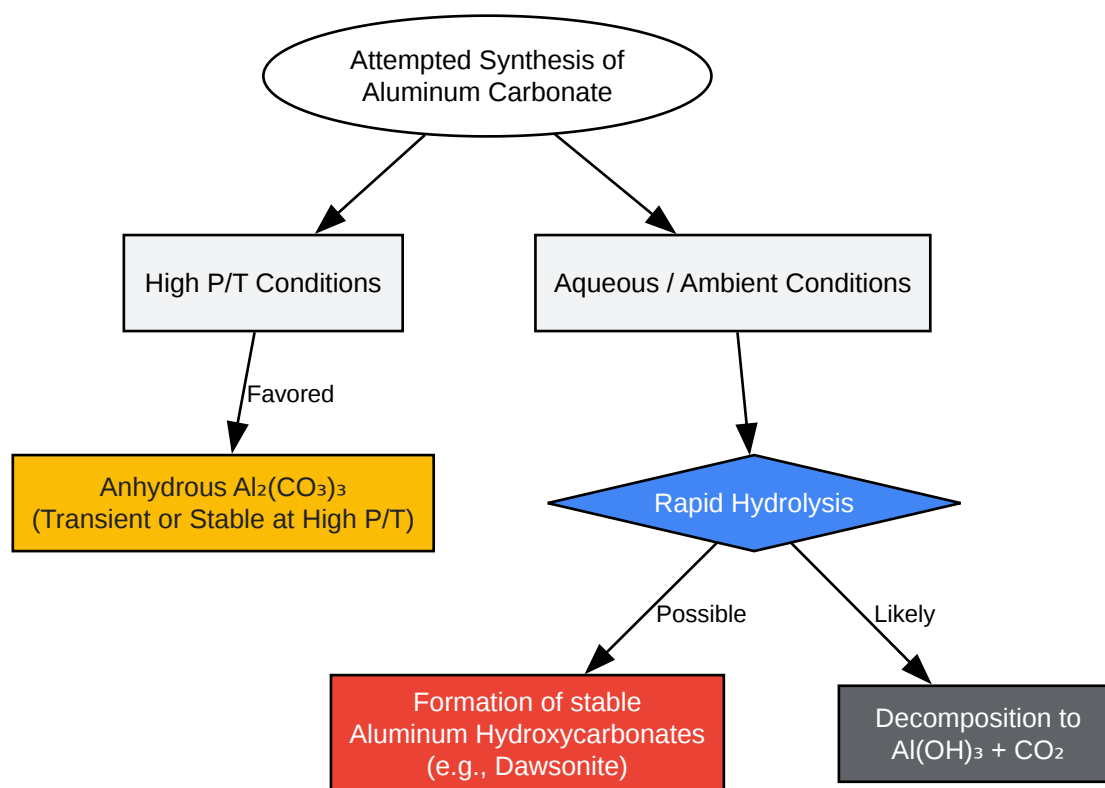 Attempted Synthesis of
Aluminum Carbonate
High P/T Conditions
Aqueous / Ambient Conditions
Favored
Anhydrous Al₂(CO₃)₃
(Transient or Stable at High P/T)
Rapid Hydrolysis
Possible
Likely
Formation of stable
Aluminum Hydroxycarbonates
(e.g., Dawsonite)
Decomposition to
Al(OH)₃ + CO₂